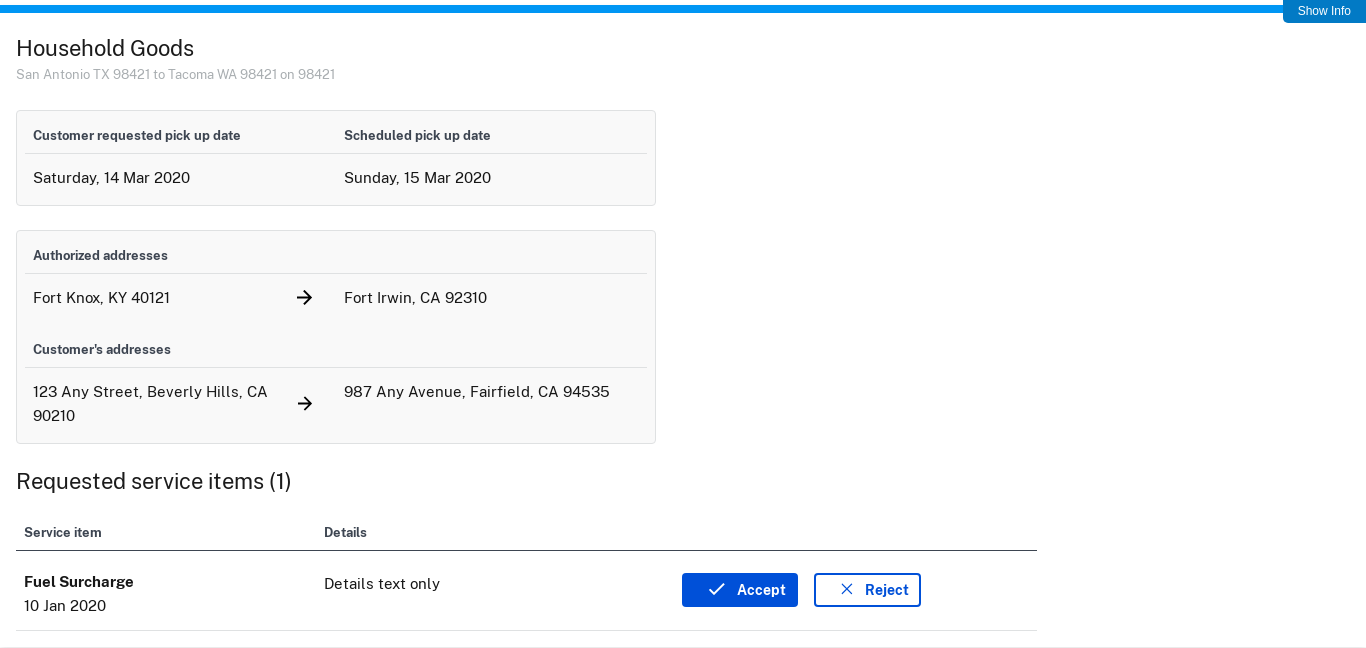 Show Info
Household Goods
San Antonio TX 98421 to Tacoma WA 98421 on 98421
Customer requested pick up date Scheduled pick up date
Saturday, 14 Mar 2020 Sunday, 15 Mar 2020
Authorized addresses
Fort Knox, KY 40121 Fort Irwin, CA 92310
Customer's addresses
123 Any Street, Beverly Hills, CA 987 Any Avenue, Fairfield, CA 94535
90210
Requested service items (1)
Service item Details
Fuel Surcharge Details text only Accept Reject
10 Jan 2020